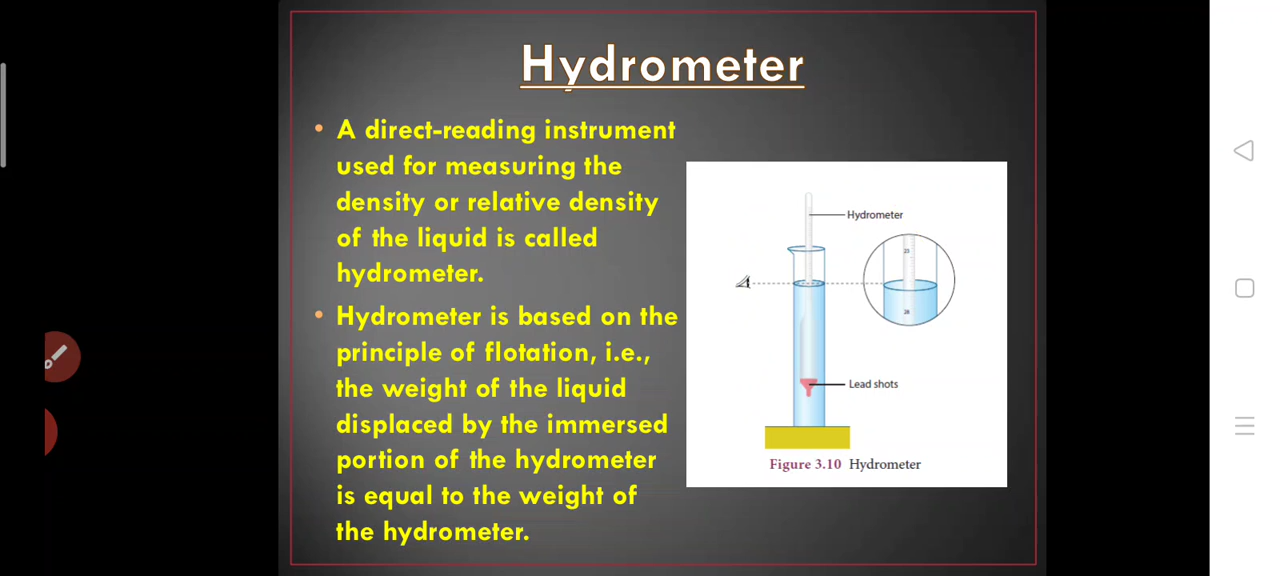 Hydrometer
• A direct-reading instrument
used for measuring the
density or relative density
of the liquid is called
hydrometer.
• Hydrometer is based on the
principle of flotation, i.e.,
the weight of the liquid
displaced by the immersed
portion of the hydrometer
is equal to the weight of
the hydrometer.
Hydrometer
A
Lead shots
Figure 3.10 Hydrometer